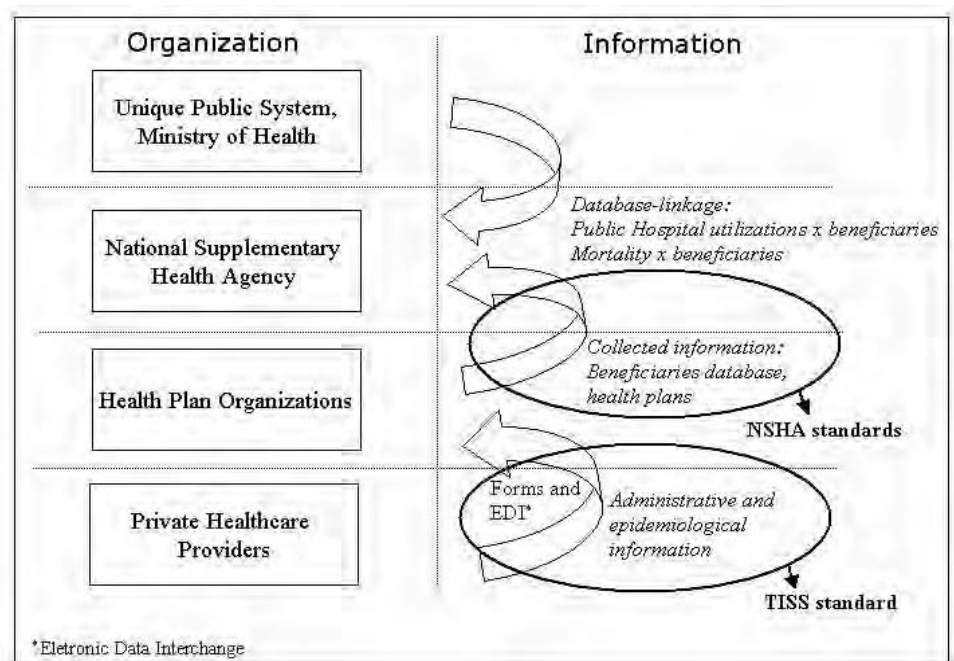 Organization
Information
Unique Public System,
Ministry of Health
Database-linkage:
Public Hospital utilizations x beneficiaries
Mortality x beneficiaries
National Supplementary
Health Agency
Collected information:
Beneficiaries database,
health plans
Health Plan Organizations
NSHA standards
Forms and
EDI*
Administrative and
epidemiological
information
Private Healthcare
Providers
TISS standard
*Eletronic Data Interchange